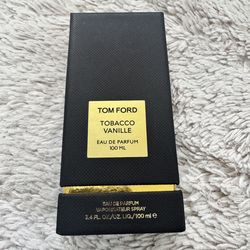 TOM FORD
TOBACCO
VANILLE
EAU DE PARFUM
100 ML
EAU DE PARFUM
VAPORISATEUR SPRAY
3.4 FL.OZ./OZ. LIQ./100 ml ℮